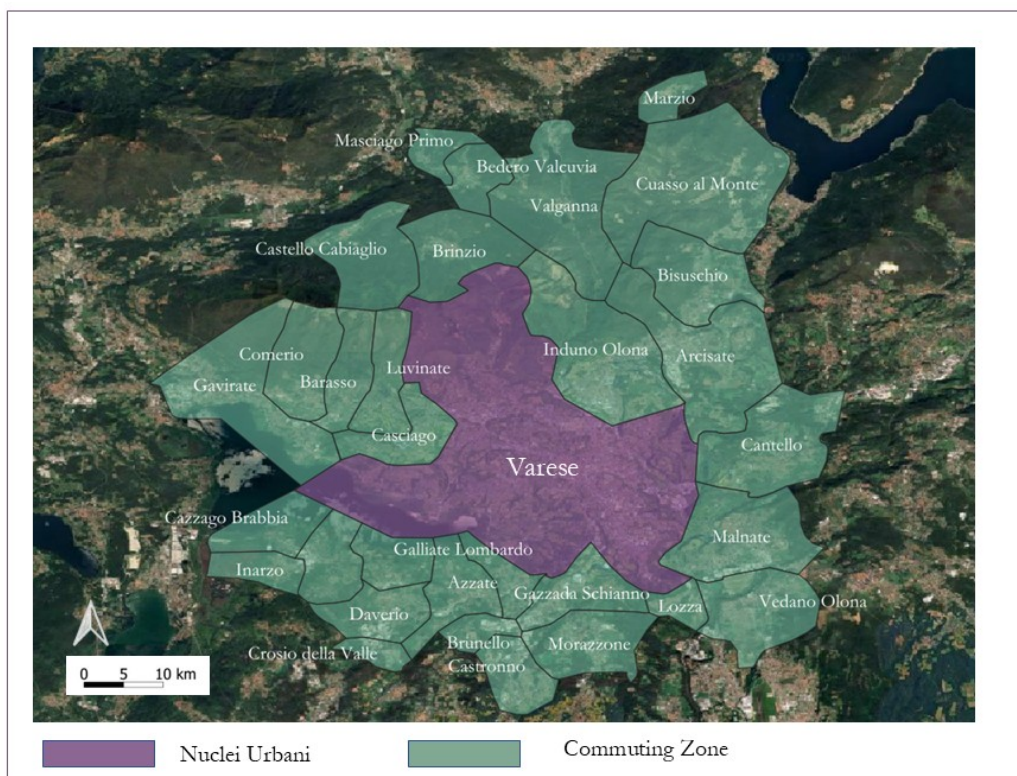 Marzio
Masciago Primo
Bedero Valcuvia
Cuasso al Monte
Valganna
Castello Cabiaglio
Brinzio
Bisuschio
Induno Olona
Comerio
Arcisate
Luvinate
Gavirate
Barasso
Casciago
Cantello
Varese
Cazzago Brabbia
Malnate
Galliate Lombardo
Inarzo
Azzate
Gazzada Schianno
Vedano Olona
Lozza
Daverio
Brunello
Morazzone
Crosio della Valle
Castronno
0 5 10 km
Nuclei Urbani
Commuting Zone